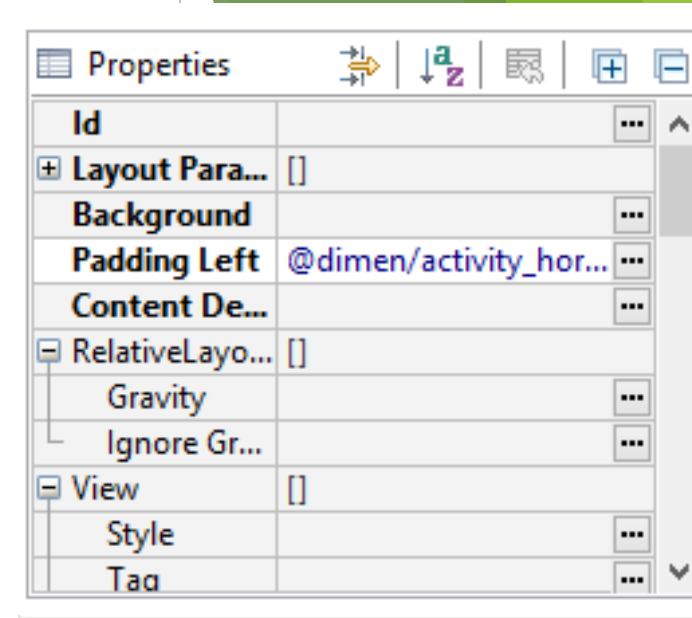 Properties
Id
Layout Para... []
Background
Padding Left @dimen/activity_hor...
Content De...
RelativeLayo... []
Gravity
Ignore Gr...
View []
Style
Tag